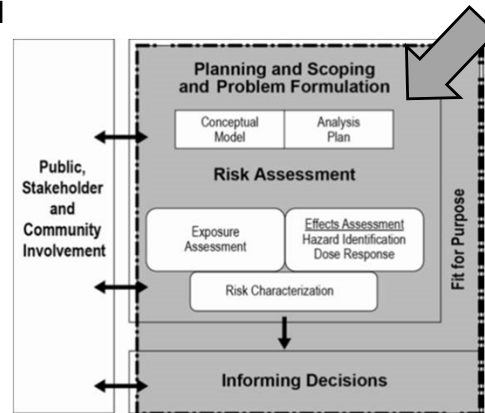 Planning and Scoping
and Problem Formulation
Conceptual
Model
Analysis
Plan
Public,
Stakeholder
and
Community
Involvement
Risk Assessment
Exposure
Assessment
Effects Assessment
Hazard Identification
Dose Response
Risk Characterization
Fit for Purpose
Informing Decisions